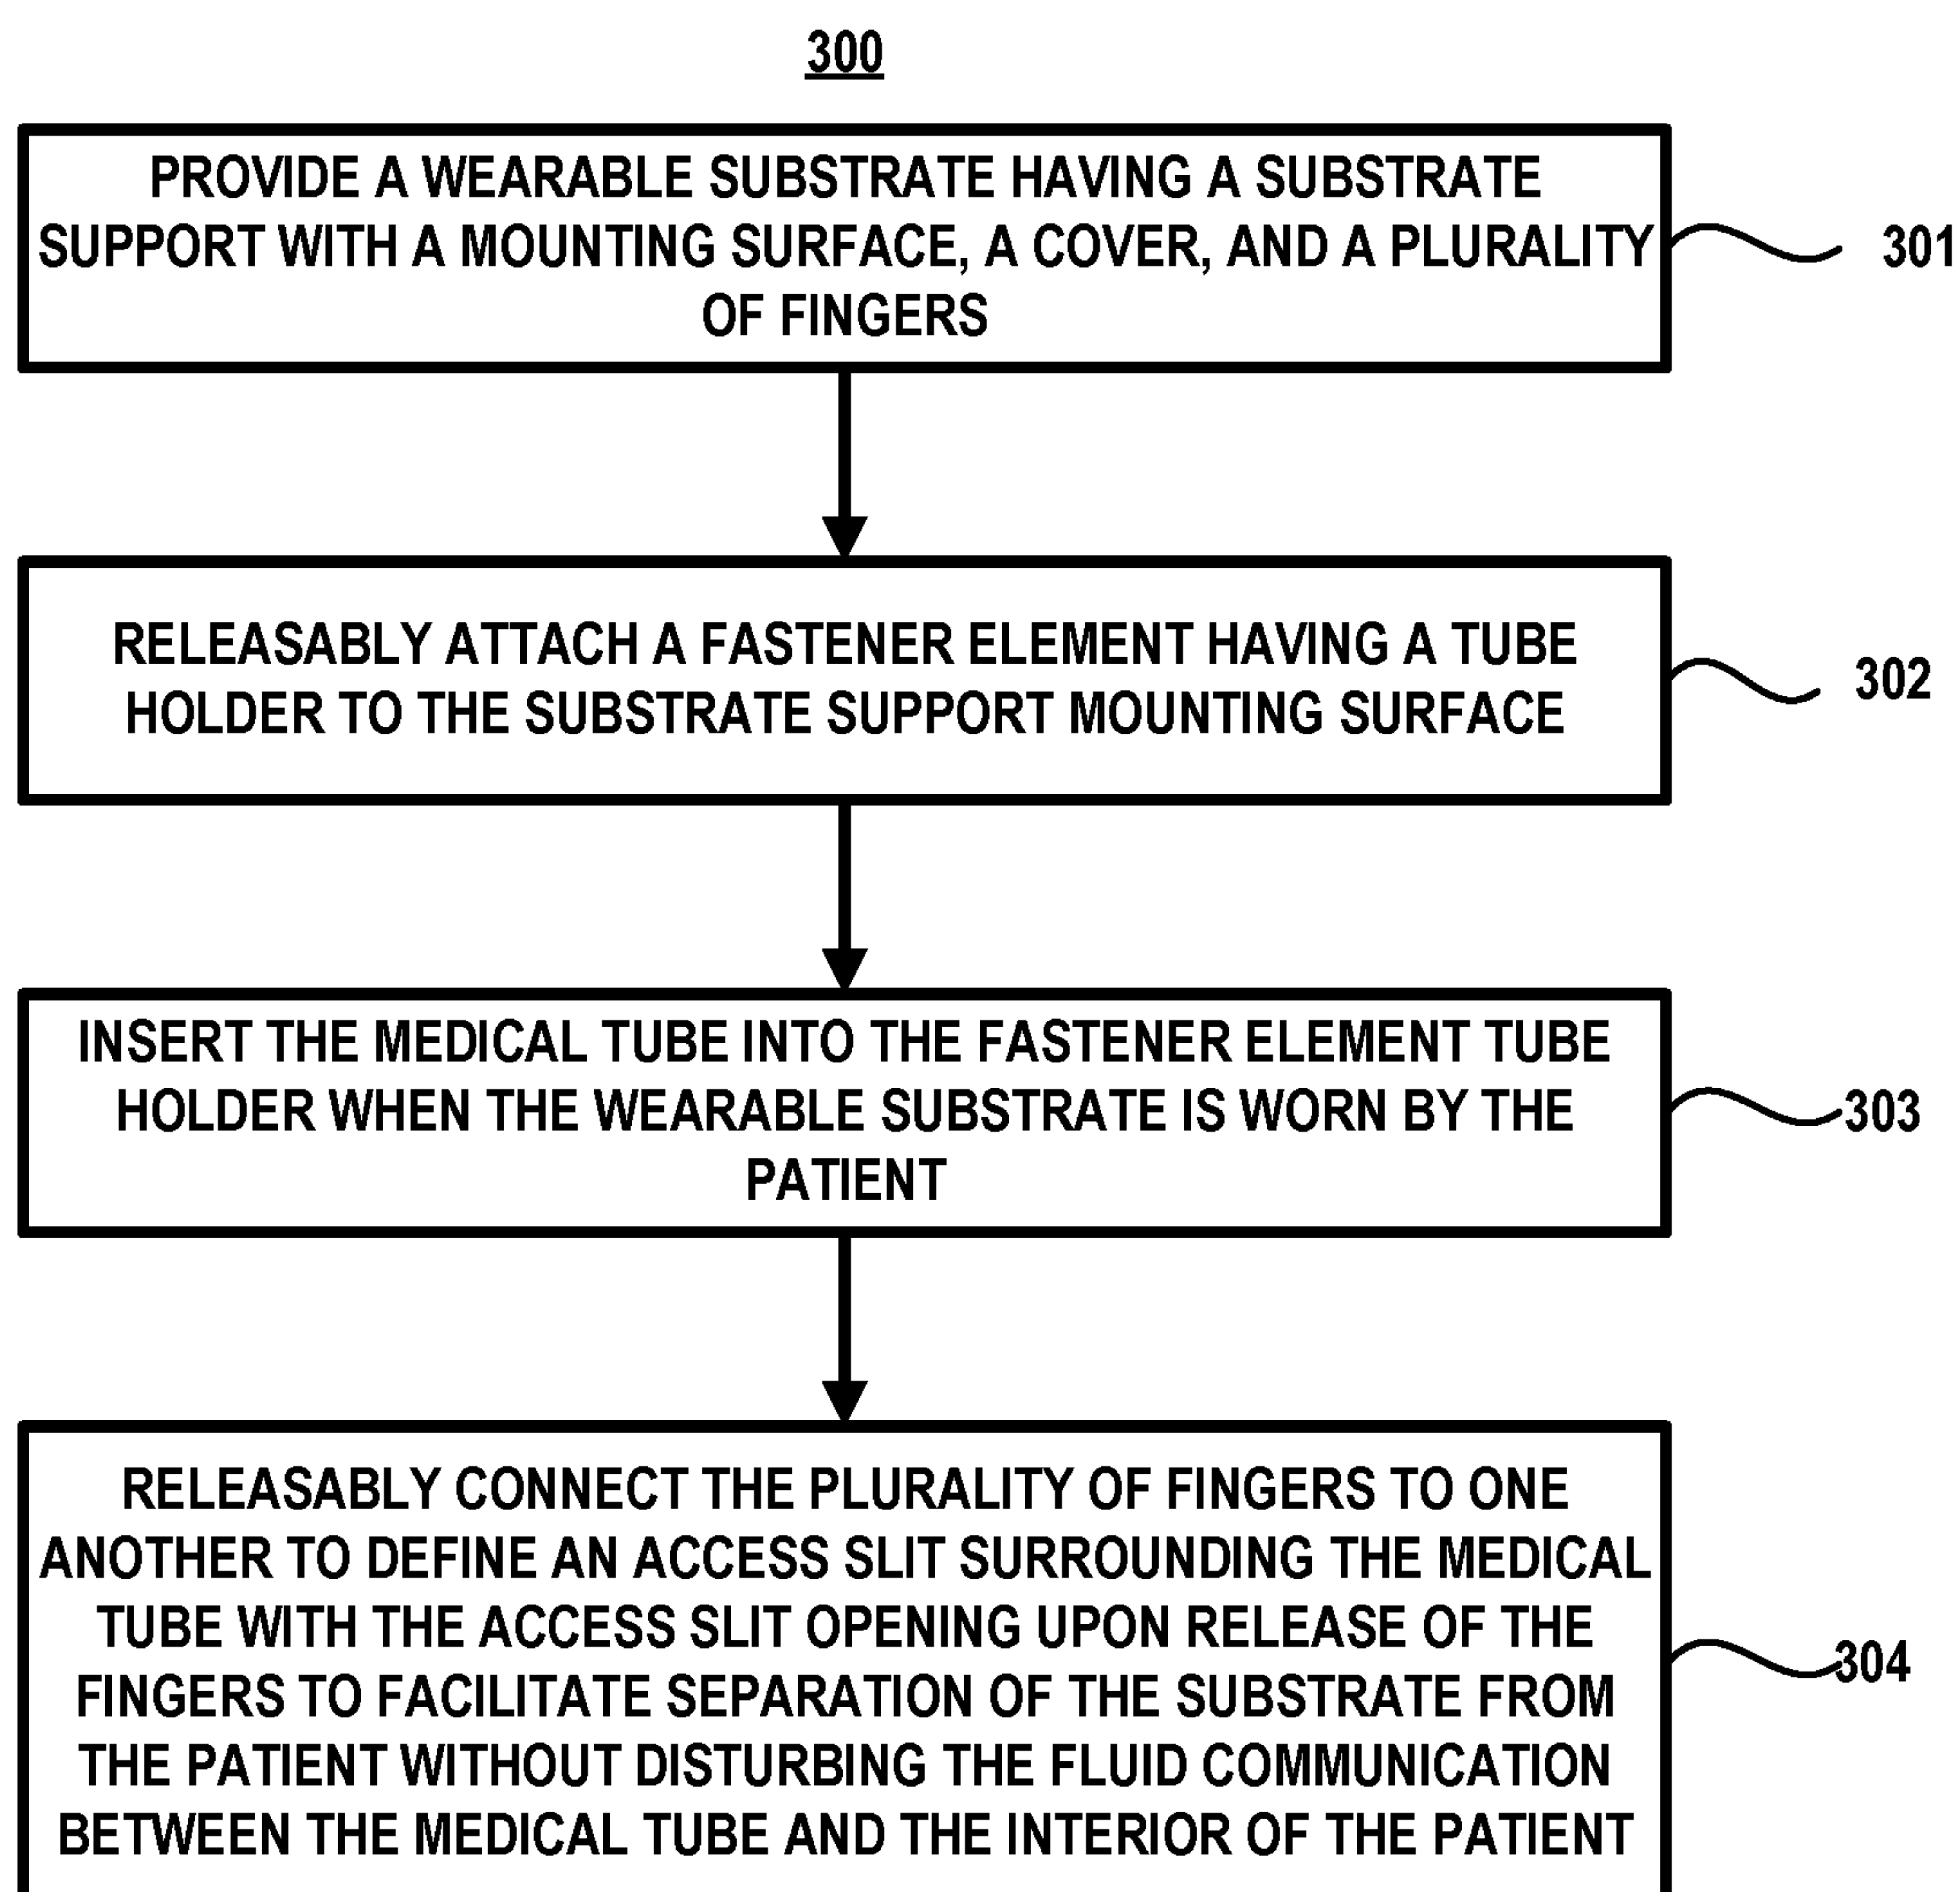 300
PROVIDE A WEARABLE SUBSTRATE HAVING A SUBSTRATE
SUPPORT WITH A MOUNTING SURFACE, A COVER, AND A PLURALITY
OF FINGERS
301
RELEASABLY ATTACH A FASTENER ELEMENT HAVING A TUBE
HOLDER TO THE SUBSTRATE SUPPORT MOUNTING SURFACE
302
INSERT THE MEDICAL TUBE INTO THE FASTENER ELEMENT TUBE
HOLDER WHEN THE WEARABLE SUBSTRATE IS WORN BY THE
PATIENT
303
RELEASABLY CONNECT THE PLURALITY OF FINGERS TO ONE
ANOTHER TO DEFINE AN ACCESS SLIT SURROUNDING THE MEDICAL
TUBE WITH THE ACCESS SLIT OPENING UPON RELEASE OF THE
FINGERS TO FACILITATE SEPARATION OF THE SUBSTRATE FROM
THE PATIENT WITHOUT DISTURBING THE FLUID COMMUNICATION
BETWEEN THE MEDICAL TUBE AND THE INTERIOR OF THE PATIENT
304